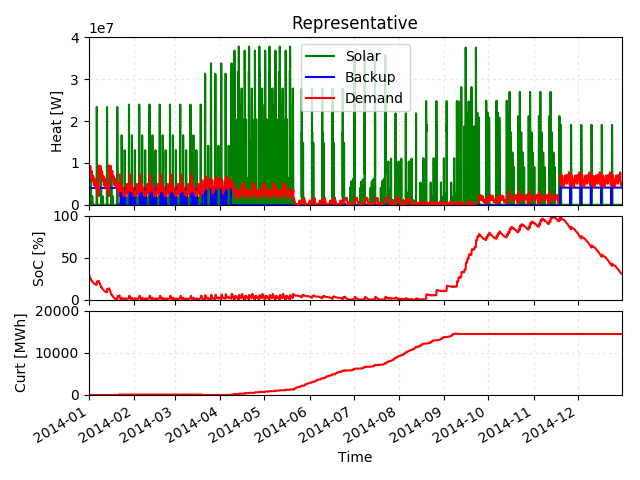 Representative
1e7
Heat [W]
4
3
2
1
0
Solar
Backup
Demand
SoC [%]
100
50
0
Curt [MWh]
20000
10000
0
2014-01
2014-02
2014-03
2014-04
2014-05
2014-06
2014-07
2014-08
2014-09
2014-10
2014-11
2014-12
Time